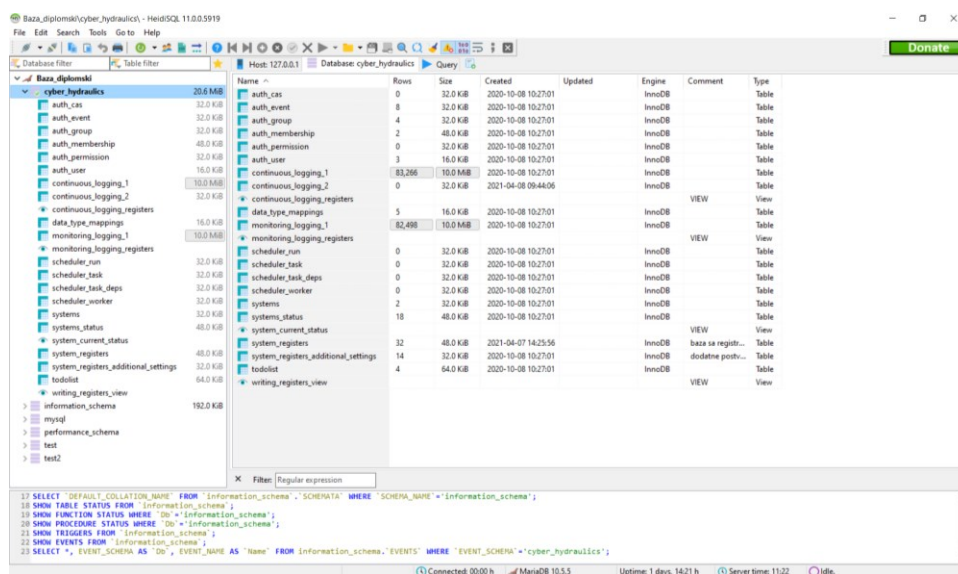 Baza_diplomski\cyber_hydraulics\ - HeidiSQL 11.0.0.5919
File Edit Search Tools Go to Help
Donate
Database filter Table filter
Host: 127.0.0.1 Database: cyber_hydraulics Query
Baza_diplomski
cyber_hydraulics 20.6 MiB
auth_cas 32.0 KiB
auth_event 32.0 KiB
auth_group 32.0 KiB
auth_membership 48.0 KiB
auth_permission 32.0 KiB
auth_user 16.0 KiB
continuous_logging_1 10.0 MiB
continuous_logging_2 32.0 KiB
continuous_logging_registers
data_type_mappings 16.0 KiB
monitoring_logging_1 10.0 MiB
monitoring_logging_registers
scheduler_run 32.0 KiB
scheduler_task 32.0 KiB
scheduler_task_deps 32.0 KiB
scheduler_worker 32.0 KiB
systems 32.0 KiB
systems_status 48.0 KiB
system_current_status
system_registers 48.0 KiB
system_registers_additional_settings 32.0 KiB
todolist 64.0 KiB
writing_registers_view
information_schema 192.0 KiB
mysql
performance_schema
test
test2
Name Rows Size Created Updated Engine Comment Type
auth_cas 0 32.0 KiB 2020-10-08 10:27:01 InnoDB Table
auth_event 8 32.0 KiB 2020-10-08 10:27:01 InnoDB Table
auth_group 4 32.0 KiB 2020-10-08 10:27:01 InnoDB Table
auth_membership 2 48.0 KiB 2020-10-08 10:27:01 InnoDB Table
auth_permission 0 32.0 KiB 2020-10-08 10:27:01 InnoDB Table
auth_user 3 16.0 KiB 2020-10-08 10:27:01 InnoDB Table
continuous_logging_1 83,266 10.0 MiB 2020-10-08 10:27:01 InnoDB Table
continuous_logging_2 0 32.0 KiB 2021-04-08 09:44:06 InnoDB Table
continuous_logging_registers VIEW View
data_type_mappings 5 16.0 KiB 2020-10-08 10:27:01 InnoDB Table
monitoring_logging_1 82,498 10.0 MiB 2020-10-08 10:27:01 InnoDB Table
monitoring_logging_registers VIEW View
scheduler_run 0 32.0 KiB 2020-10-08 10:27:01 InnoDB Table
scheduler_task 0 32.0 KiB 2020-10-08 10:27:01 InnoDB Table
scheduler_task_deps 0 32.0 KiB 2020-10-08 10:27:01 InnoDB Table
scheduler_worker 0 32.0 KiB 2020-10-08 10:27:01 InnoDB Table
systems 2 32.0 KiB 2020-10-08 10:27:01 InnoDB Table
systems_status 18 48.0 KiB 2020-10-08 10:27:01 InnoDB Table
system_current_status VIEW View
system_registers 32 48.0 KiB 2021-04-07 14:25:56 InnoDB baza sa registr... Table
system_registers_additional_settings 14 32.0 KiB 2020-10-08 10:27:01 InnoDB dodatne postv... Table
todolist 4 64.0 KiB 2020-10-08 10:27:01 InnoDB Table
writing_registers_view VIEW View
Filter: Regular expression
17 SELECT `DEFAULT_COLLATION_NAME` FROM `information_schema`.`SCHEMATA` WHERE `SCHEMA_NAME`='information_schema';
18 SHOW TABLE STATUS FROM `information_schema`;
19 SHOW FUNCTION STATUS WHERE `Db`='information_schema';
20 SHOW PROCEDURE STATUS WHERE `Db`='information_schema';
21 SHOW TRIGGERS FROM `information_schema`;
22 SHOW EVENTS FROM `information_schema`;
23 SELECT *, EVENT_SCHEMA AS `Db`, EVENT_NAME AS `Name` FROM information_schema.`EVENTS` WHERE `EVENT_SCHEMA`='cyber_hydraulics';
Connected: 00:00 h MariaDB 10.5.5 Uptime: 1 days, 14:21 h Server time: 11:22 Idle.